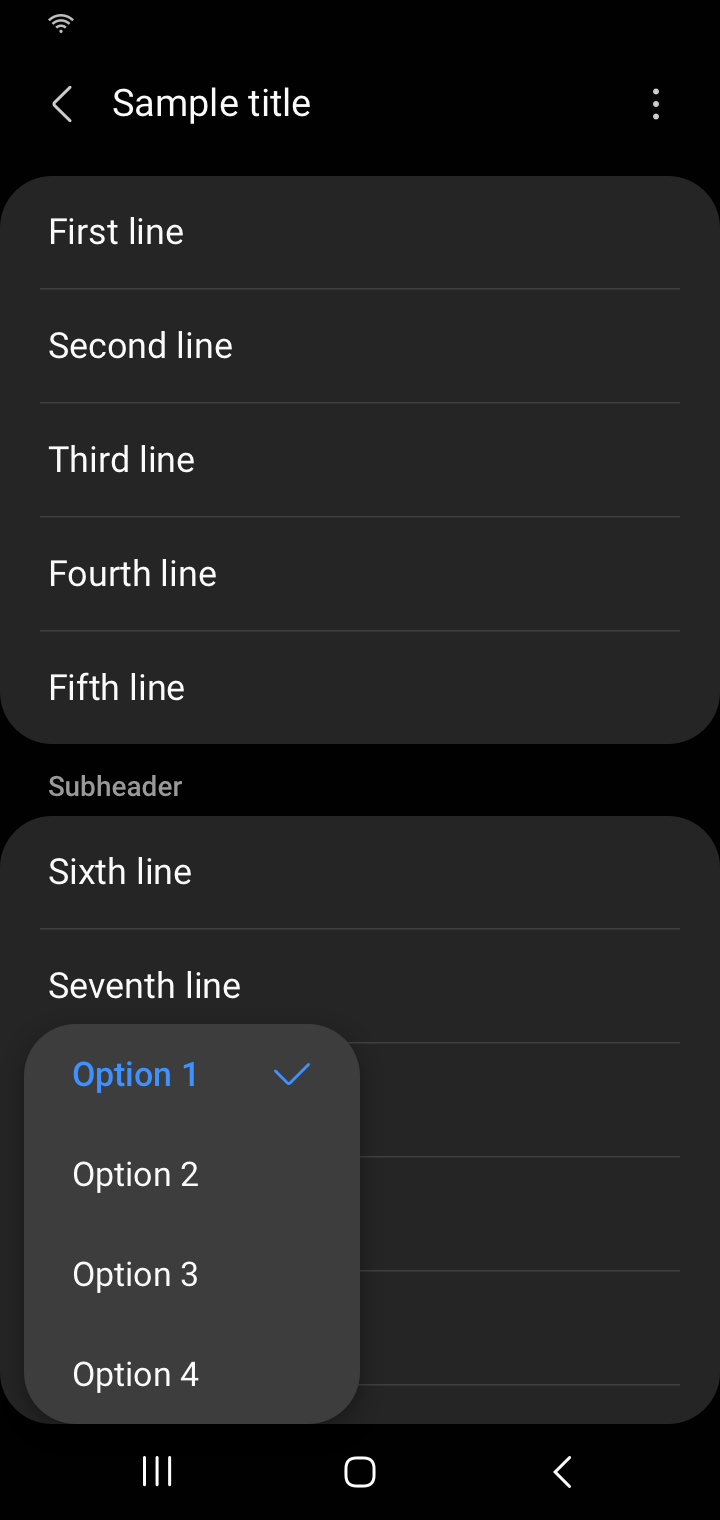 Sample title
First line
Second line
Third line
Fourth line
Fifth line
Subheader
Sixth line
Seventh line
Option 1
Option 2
Option 3
Option 4